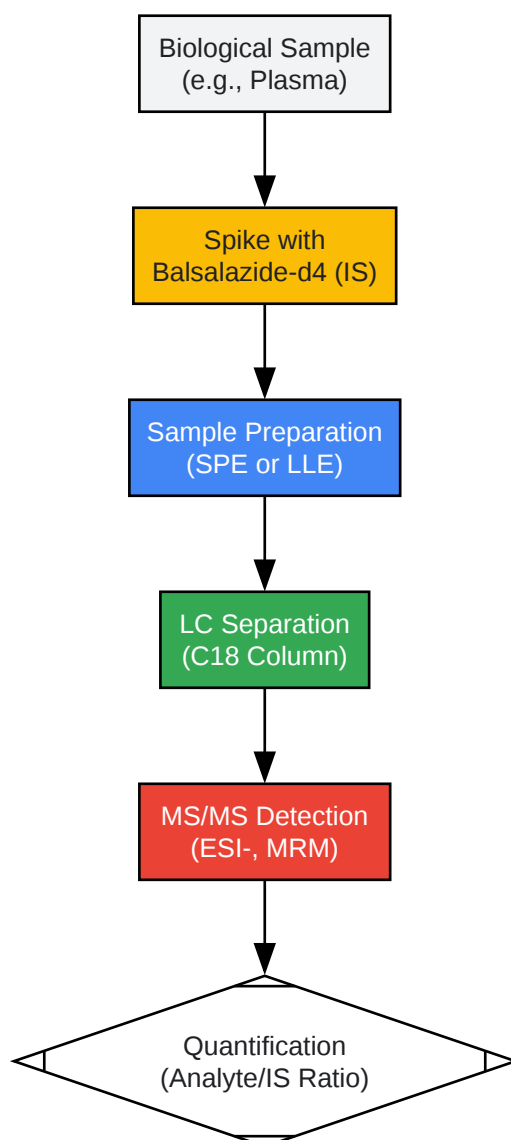 Biological Sample
(e.g., Plasma)
Spike with
Balsalazide-d4 (IS)
Sample Preparation
(SPE or LLE)
LC Separation
(C18 Column)
MS/MS Detection
(ESI-, MRM)
Quantification
(Analyte/IS Ratio)